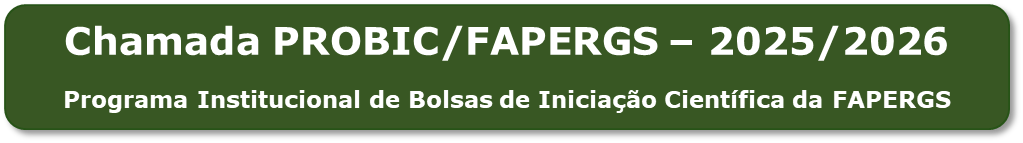 Chamada PROBIC/FAPERGS – 2025/2026
Programa Institucional de Bolsas de Iniciação Científica da FAPERGS